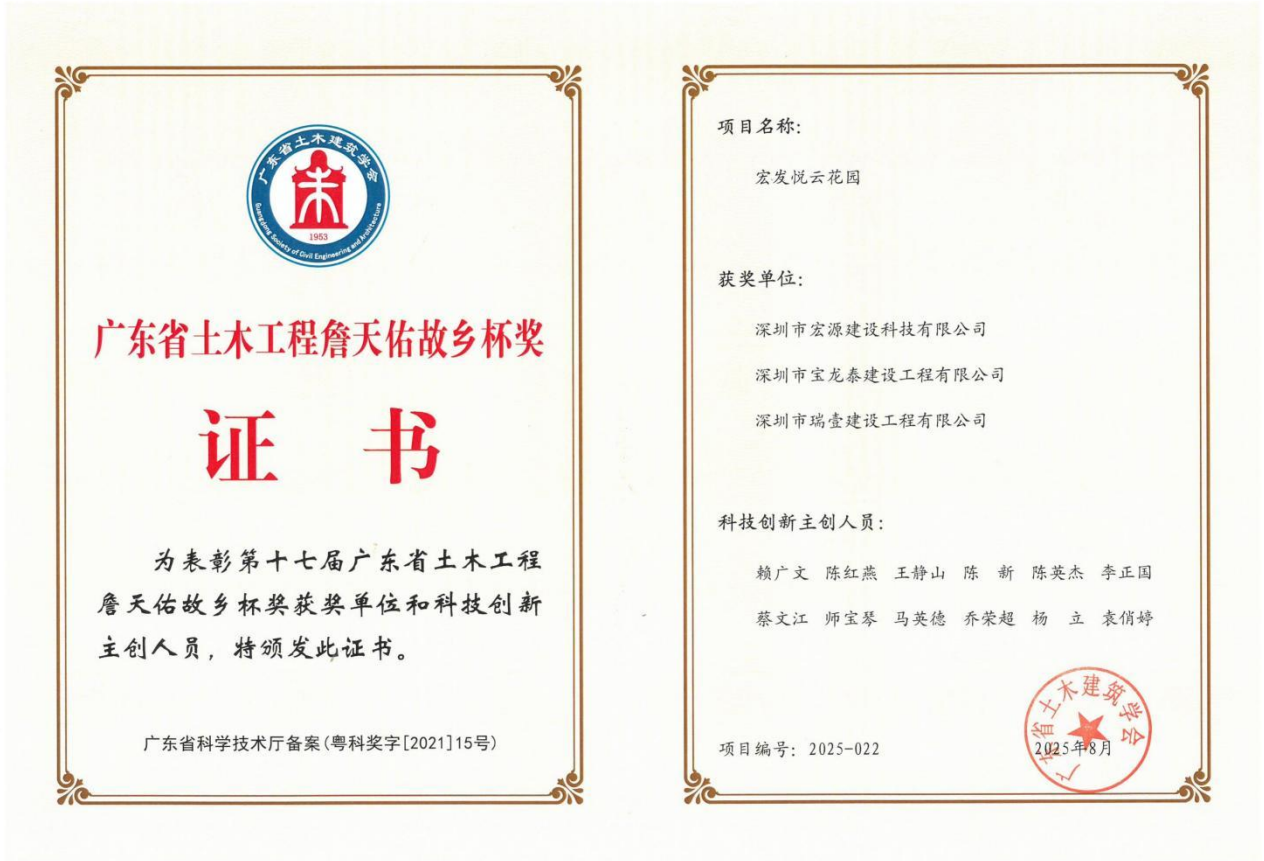 广东省土木建筑学会
1953
Guangdong Society of Civil Engineering and Architecture
广东省土木工程詹天佑故乡杯奖
证 书
为表彰第十七届广东省土木工程
詹天佑故乡杯奖获奖单位和科技创新
主创人员，特颁发此证书。
广东省科学技术厅备案(粤科奖字[2021]15号)
项目名称：
宏发悦云花园
获奖单位：
深圳市宏源建设科技有限公司
深圳市宝龙泰建设工程有限公司
深圳市瑞壹建设工程有限公司
科技创新主创人员：
赖广文 陈红燕 王静山 陈 新 陈英杰 李正国
蔡文江 师宝琴 马英德 乔荣超 杨 立 袁俏婷
广东省土木建筑学会
项目编号：2025-022 2025年8月